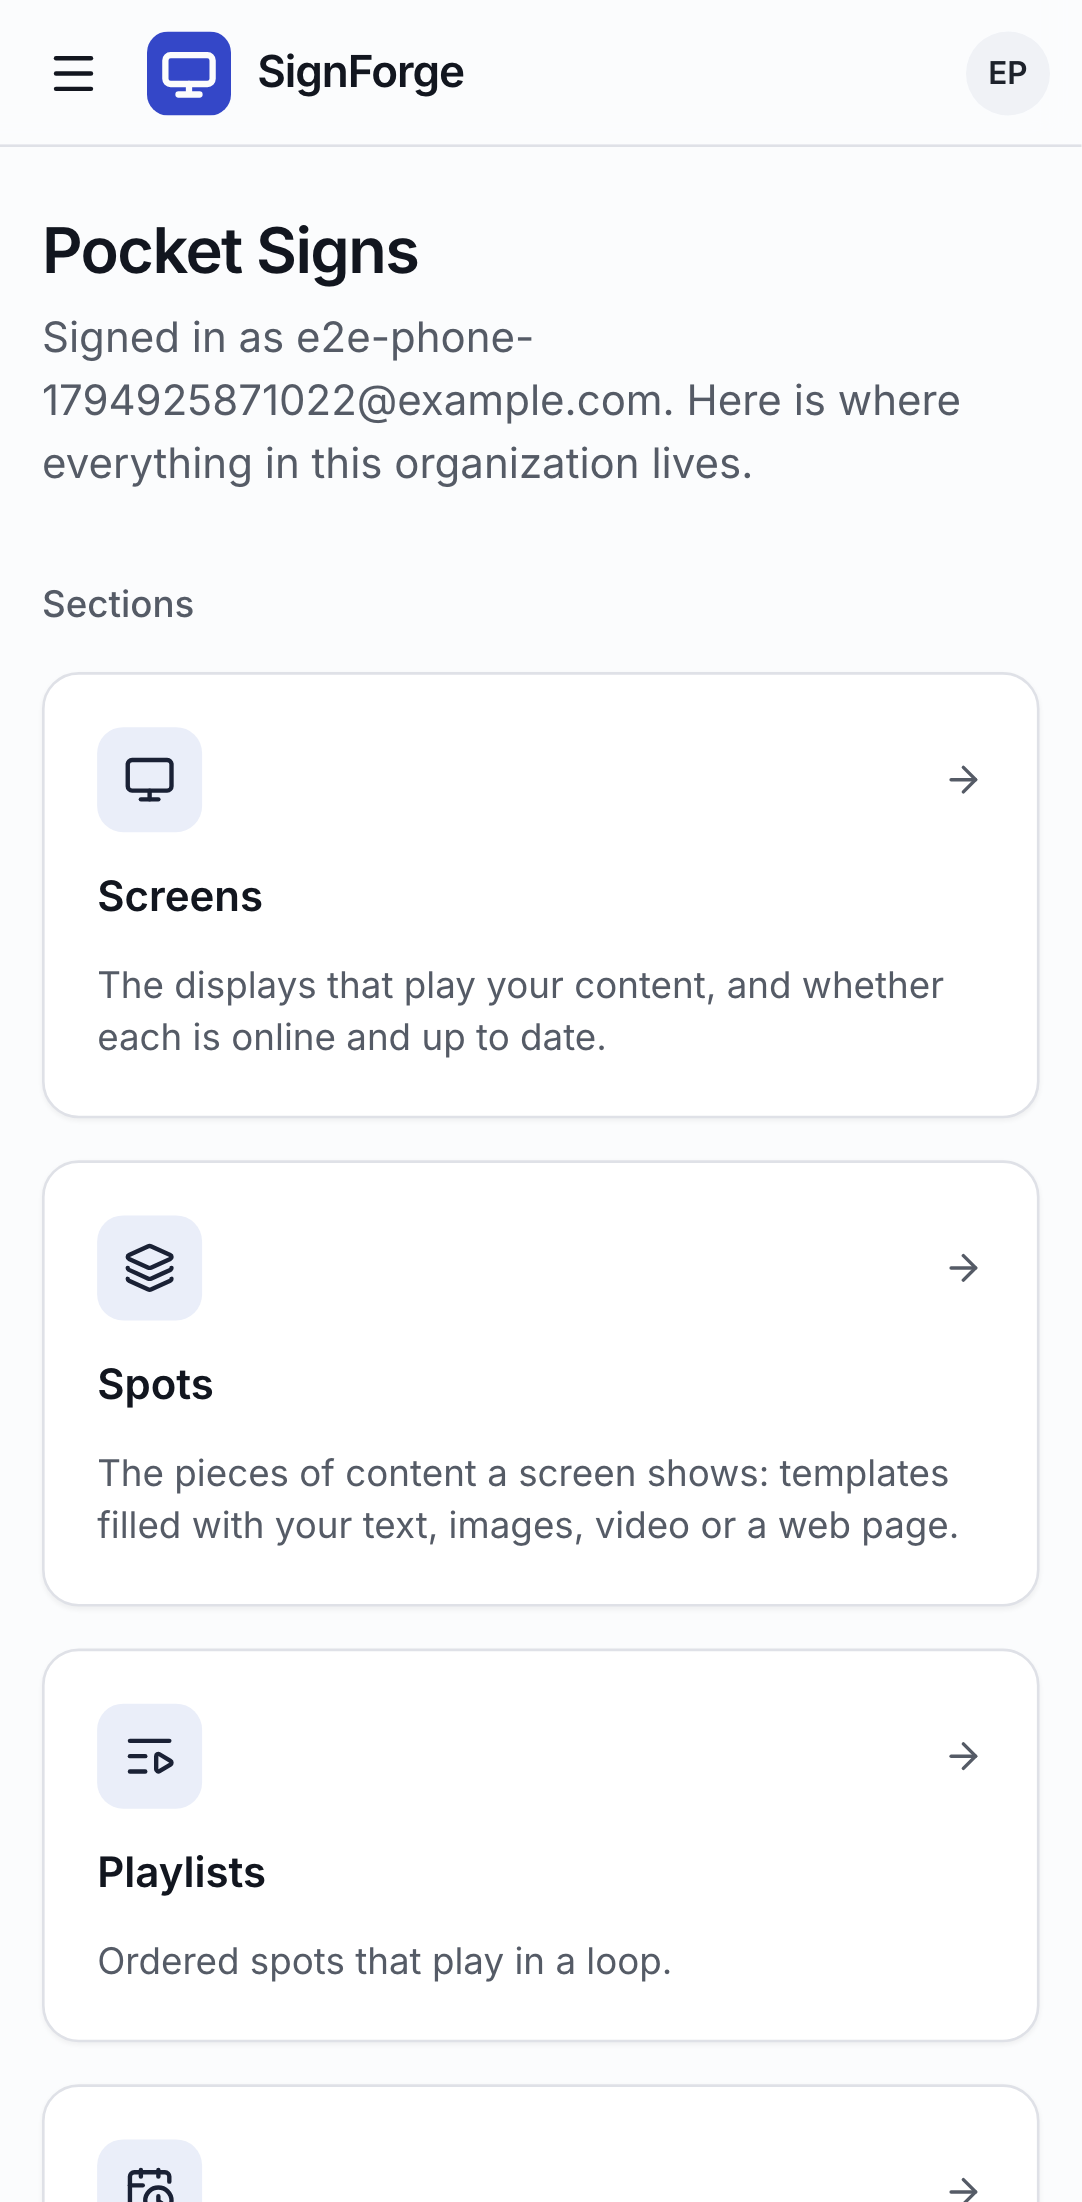 SignForge
EP
Pocket Signs
Signed in as e2e-phone-
1794925871022@example.com. Here is where
everything in this organization lives.
Sections
Screens
The displays that play your content, and whether
each is online and up to date.
Spots
The pieces of content a screen shows: templates
filled with your text, images, video or a web page.
Playlists
Ordered spots that play in a loop.